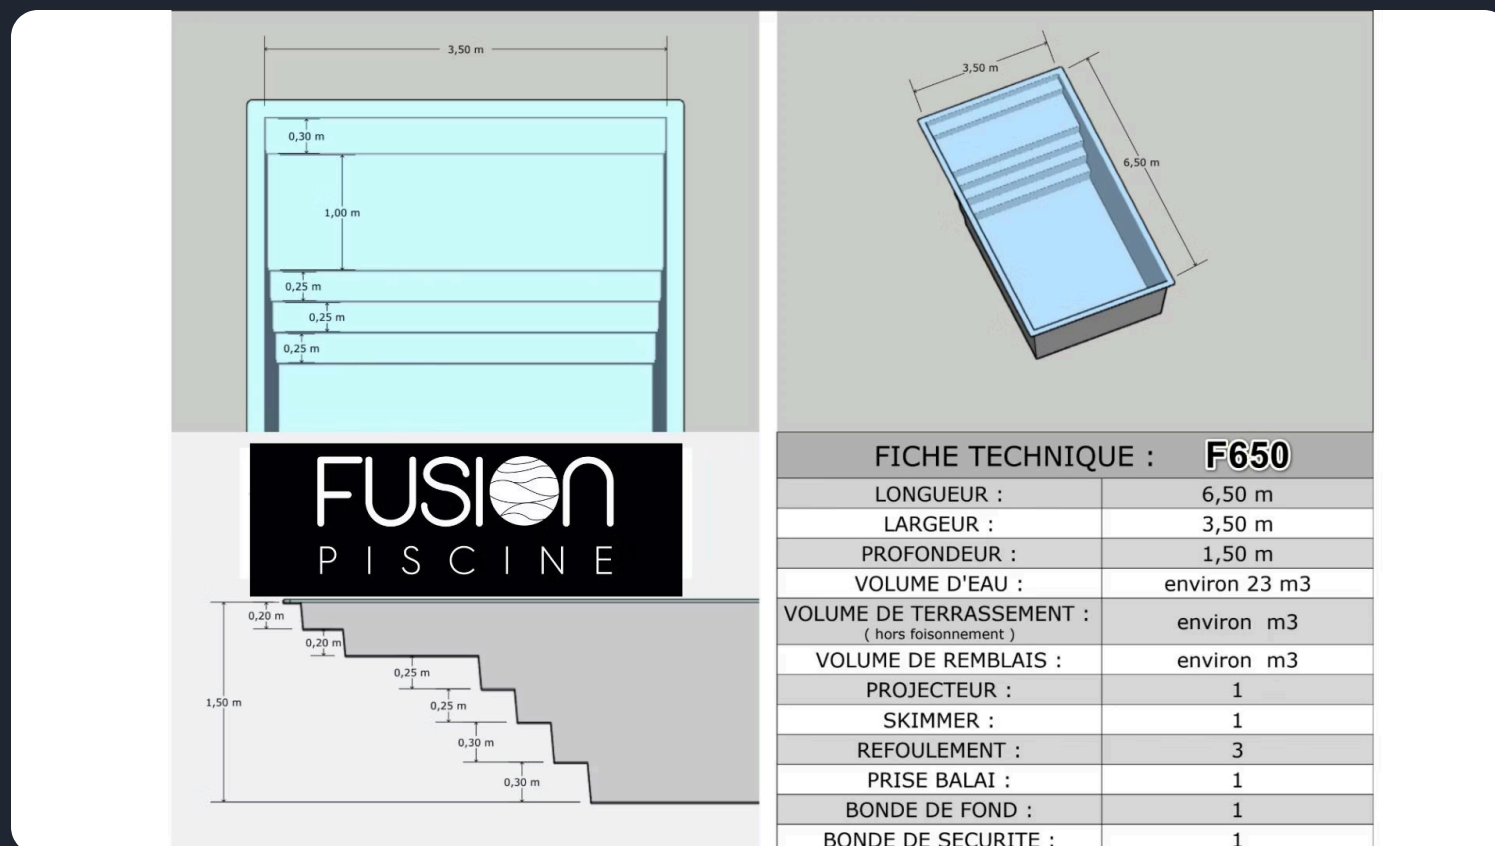 3,50 m
0,30 m
1,00 m
0,25 m
0,25 m
0,25 m
3,50 m
6,50 m
FUSION
PISCINE
0,20 m
0,20 m
0,25 m
0,25 m
0,30 m
0,30 m
1,50 m
FICHE TECHNIQUE : F650
LONGUEUR : 6,50 m
LARGEUR : 3,50 m
PROFONDEUR : 1,50 m
VOLUME D'EAU : environ 23 m3
VOLUME DE TERRASSEMENT : environ m3
( hors foisonnement )
VOLUME DE REMBLAIS : environ m3
PROJECTEUR : 1
SKIMMER : 1
REFOULEMENT : 3
PRISE BALAI : 1
BONDE DE FOND : 1
BONDE DE SECURITE : 1